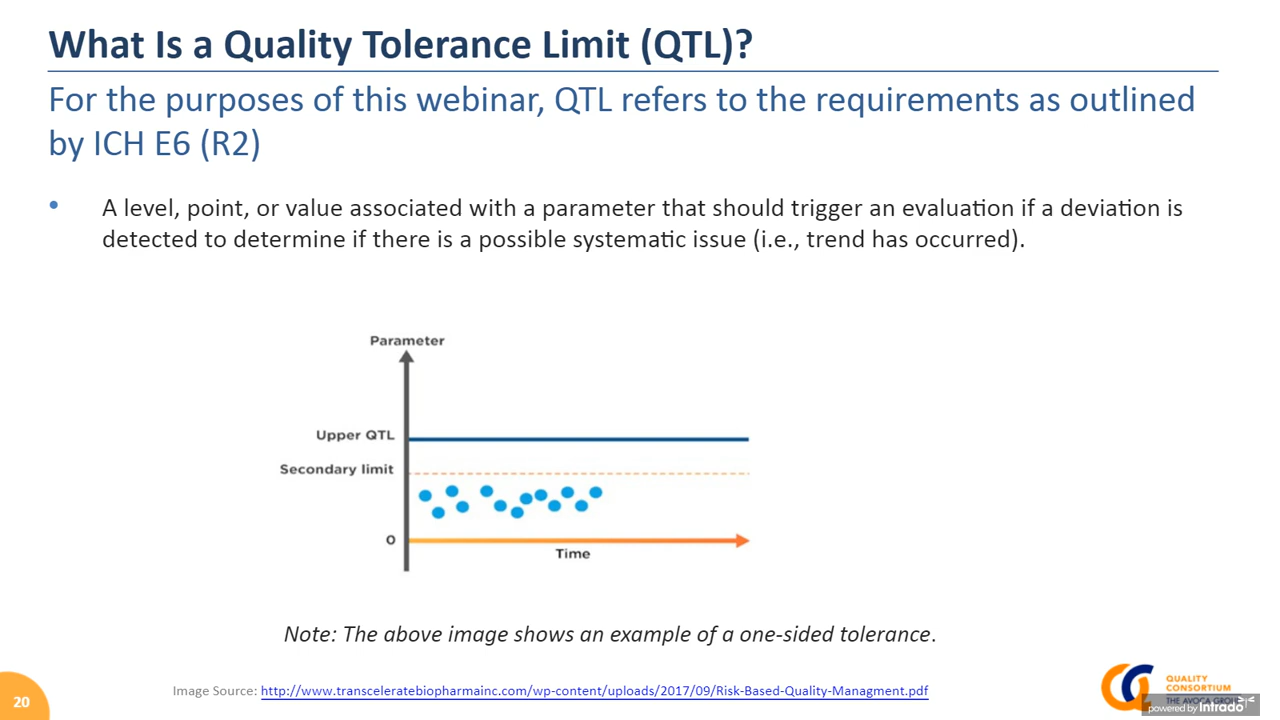 What Is a Quality Tolerance Limit (QTL)?
For the purposes of this webinar, QTL refers to the requirements as outlined
by ICH E6 (R2)
• A level, point, or value associated with a parameter that should trigger an evaluation if a deviation is
detected to determine if there is a possible systematic issue (i.e., trend has occurred).
Parameter
Upper QTL
Secondary limit
0
Time
Note: The above image shows an example of a one-sided tolerance.
20
Image Source: http://www.transceleratebiopharmainc.com/wp-content/uploads/2017/09/Risk-Based-Quality-Managment.pdf
QUALITY
CONSORTIUM
THE AVOCA GROUP
powered by intrado